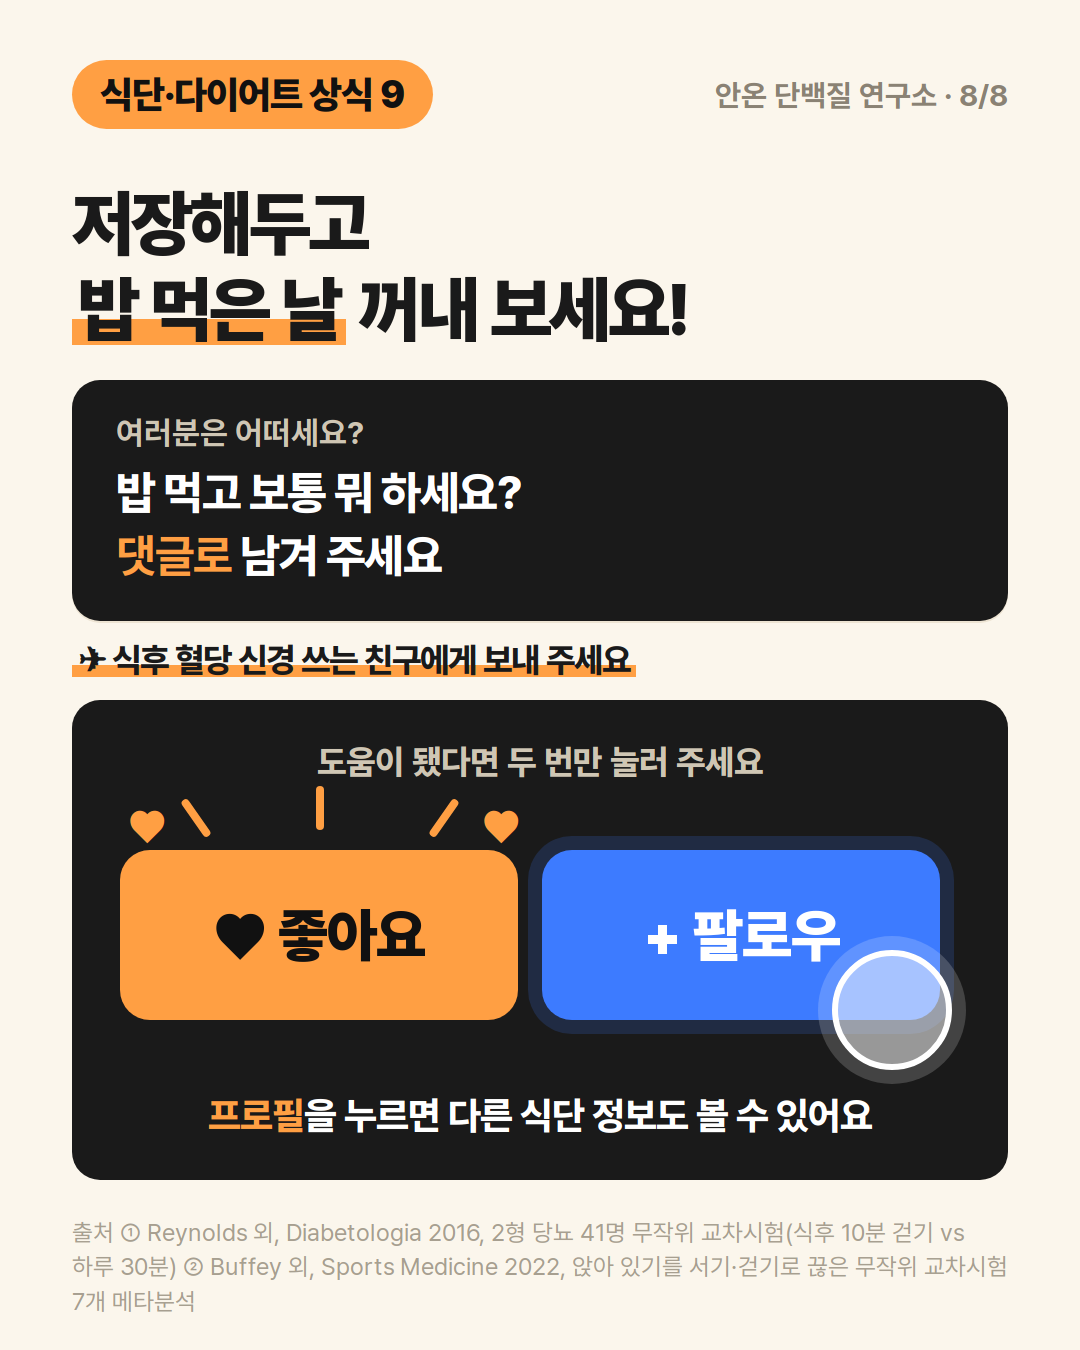 식단·다이어트 상식 9
안온 단백질 연구소 · 8/8
저장해두고
밥 먹은 날 꺼내 보세요!
여러분은 어떠세요?
밥 먹고 보통 뭐 하세요?
댓글로 남겨 주세요
✈ 식후 혈당 신경 쓰는 친구에게 보내 주세요
도움이 됐다면 두 번만 눌러 주세요
♥ 좋아요
+ 팔로우
프로필을 누르면 다른 식단 정보도 볼 수 있어요
출처 ① Reynolds 외, Diabetologia 2016, 2형 당뇨 41명 무작위 교차시험(식후 10분 걷기 vs
하루 30분) ② Buffey 외, Sports Medicine 2022, 앉아 있기를 서기·걷기로 끊은 무작위 교차시험
7개 메타분석